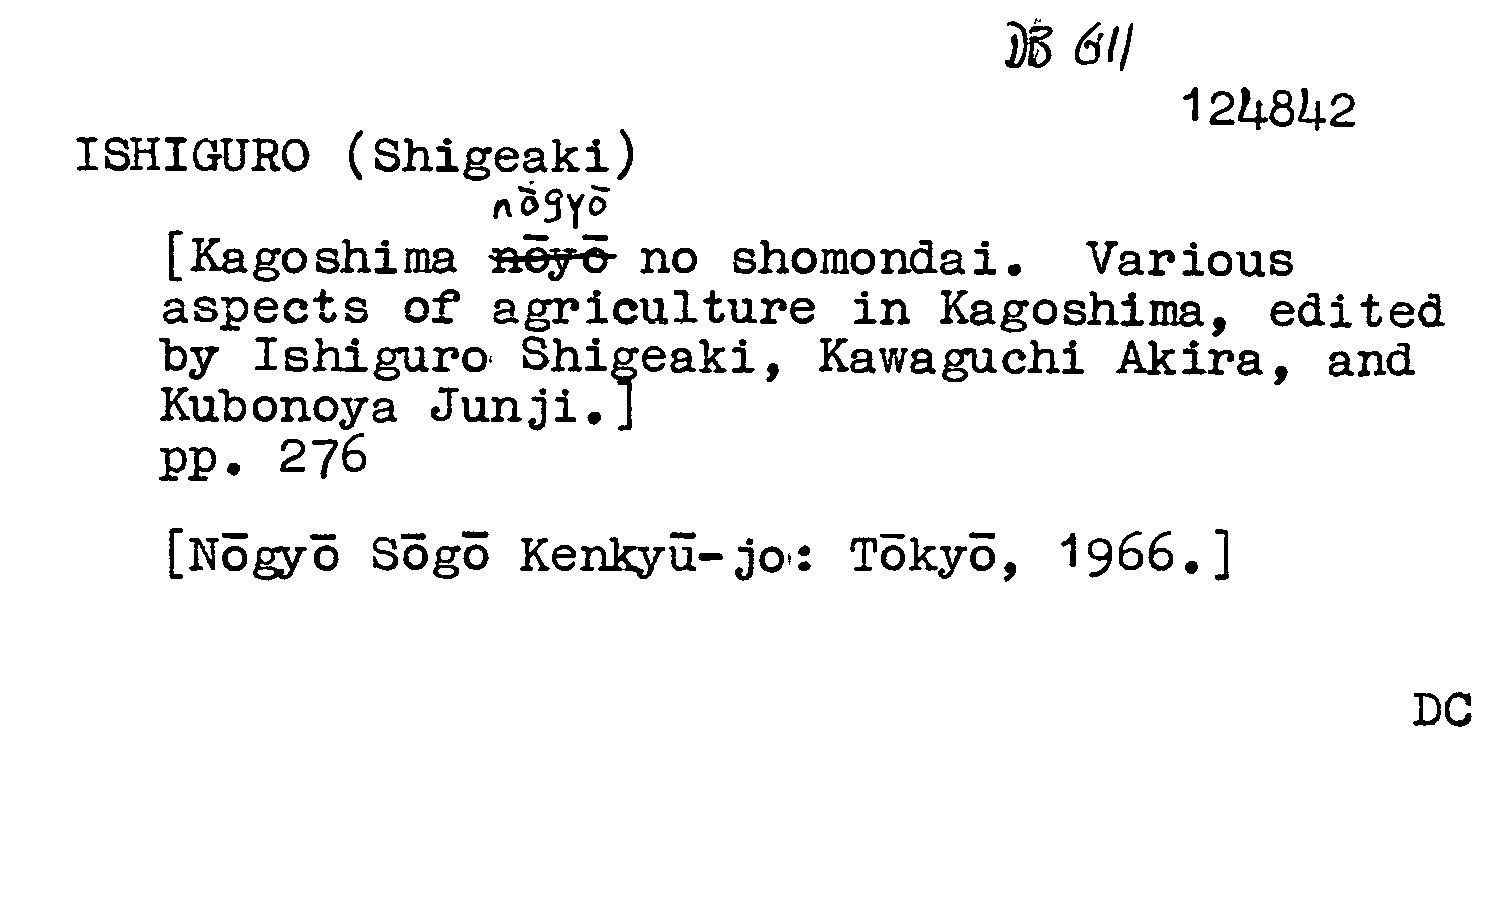 DB G11
124842
ISHIGURO (Shigeaki)
nōgyō
[Kagoshima nōyō no shomondai. Various
aspects of agriculture in Kagoshima, edited
by Ishiguro Shigeaki, Kawaguchi Akira, and
Kubonoya Junji.]
pp. 276
[Nōgyō Sōgō Kenkyū-jo: Tōkyō, 1966.]
DC